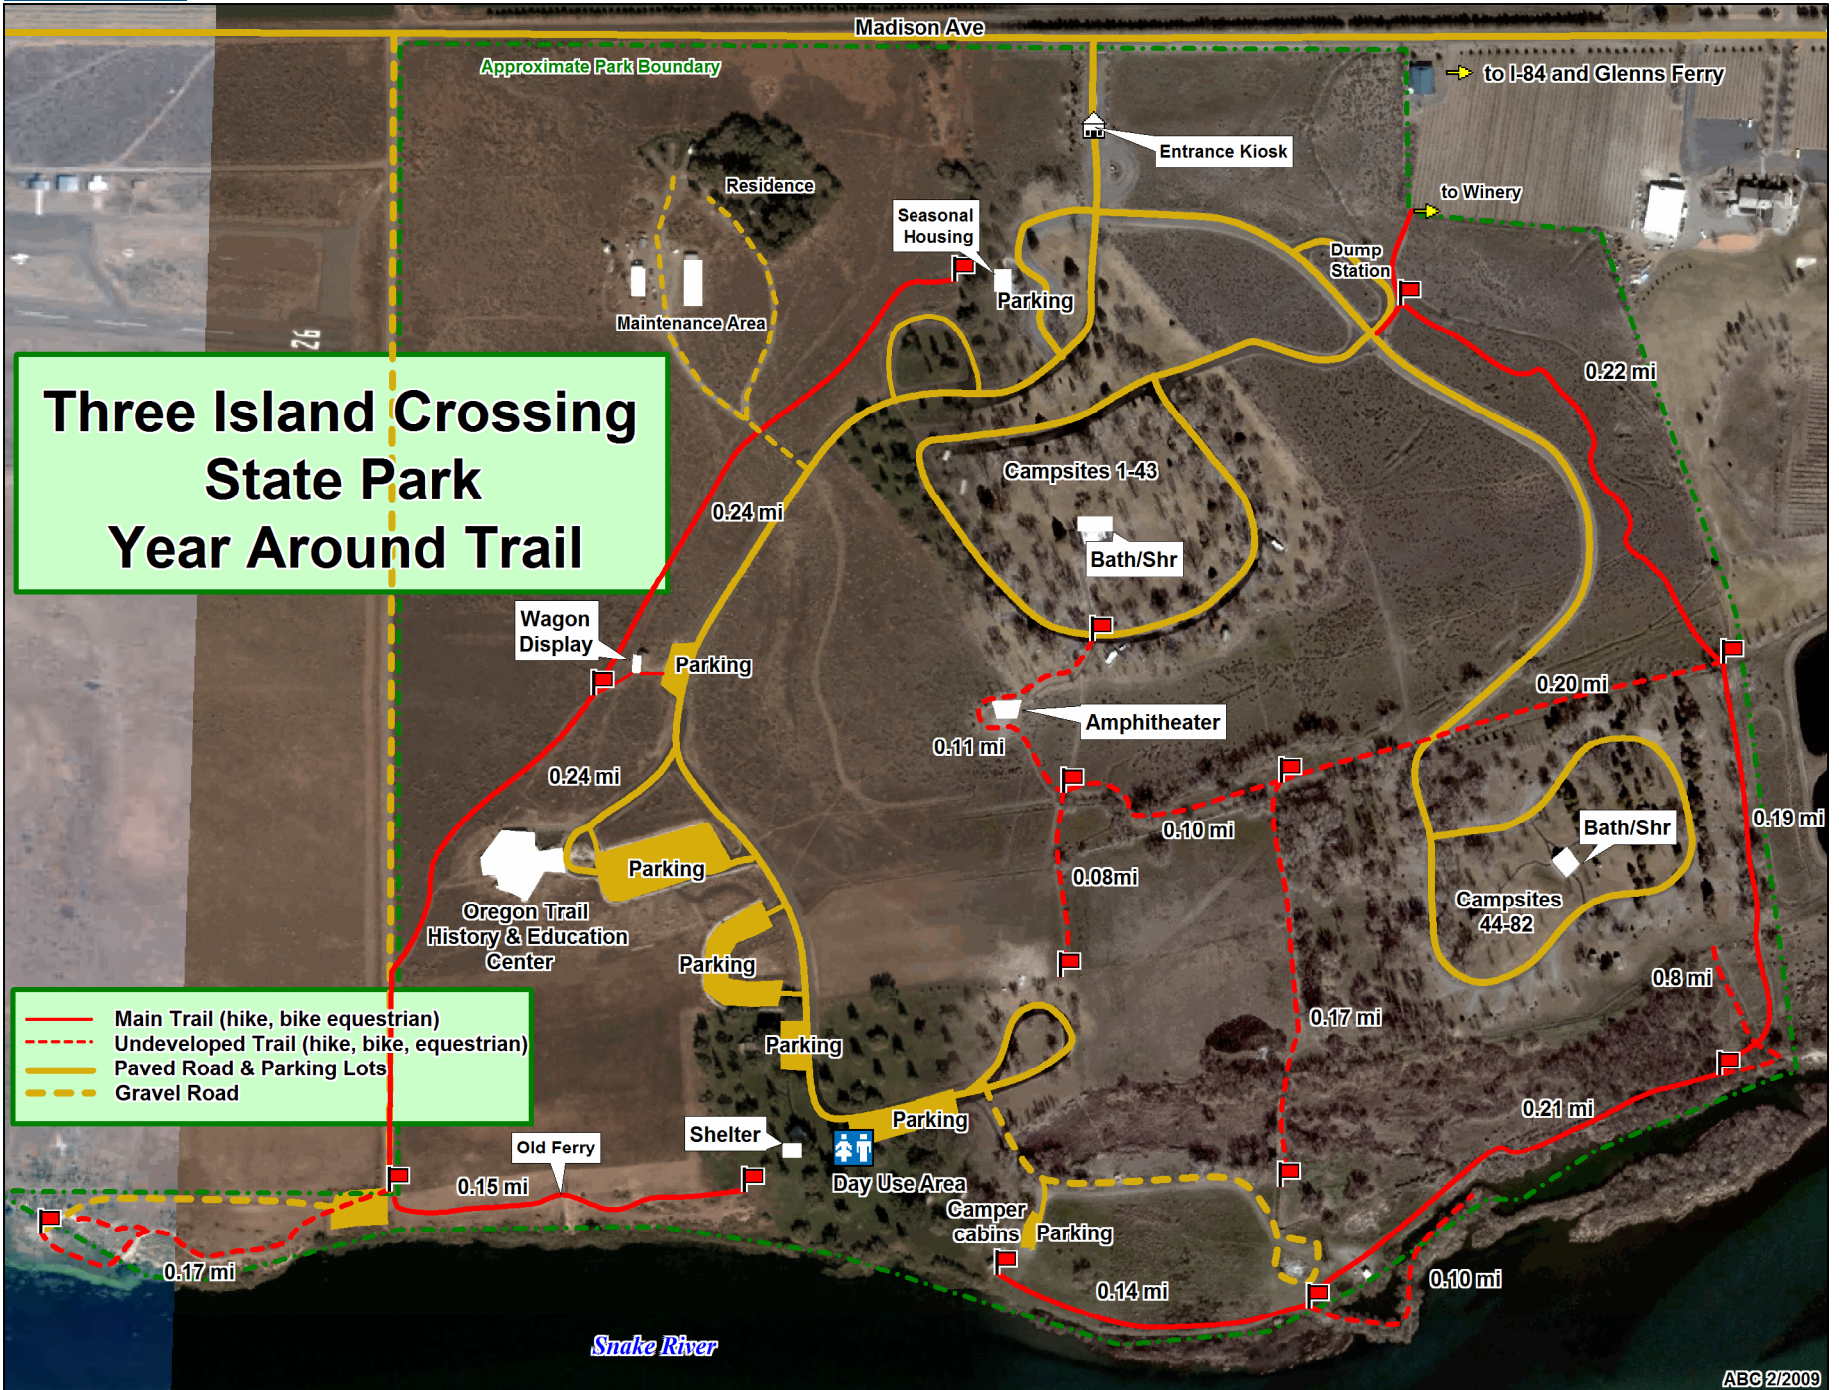 Madison Ave
Approximate Park Boundary
to I-84 and Glenns Ferry
Entrance Kiosk
Residence
to Winery
Seasonal
Housing
Dump
Station
Parking
Maintenance Area
26
0.22 mi
Three Island Crossing
State Park
Year Around Trail
Campsites 1-43
0.24 mi
Bath/Shr
Wagon
Display
Parking
0.20 mi
Amphitheater
0.11 mi
0.24 mi
0.19 mi
0.10 mi
Bath/Shr
Parking
0.08mi
Campsites
44-82
Oregon Trail
History & Education
Center
Parking
0.8 mi
Main Trail (hike, bike equestrian)
Undeveloped Trail (hike, bike, equestrian)
Paved Road & Parking Lots
Gravel Road
0.17 mi
Parking
0.21 mi
Parking
Shelter
Old Ferry
0.15 mi
Day Use Area
Camper
cabins
Parking
0.17 mi
0.10 mi
0.14 mi
Snake River
ABC 2/2009